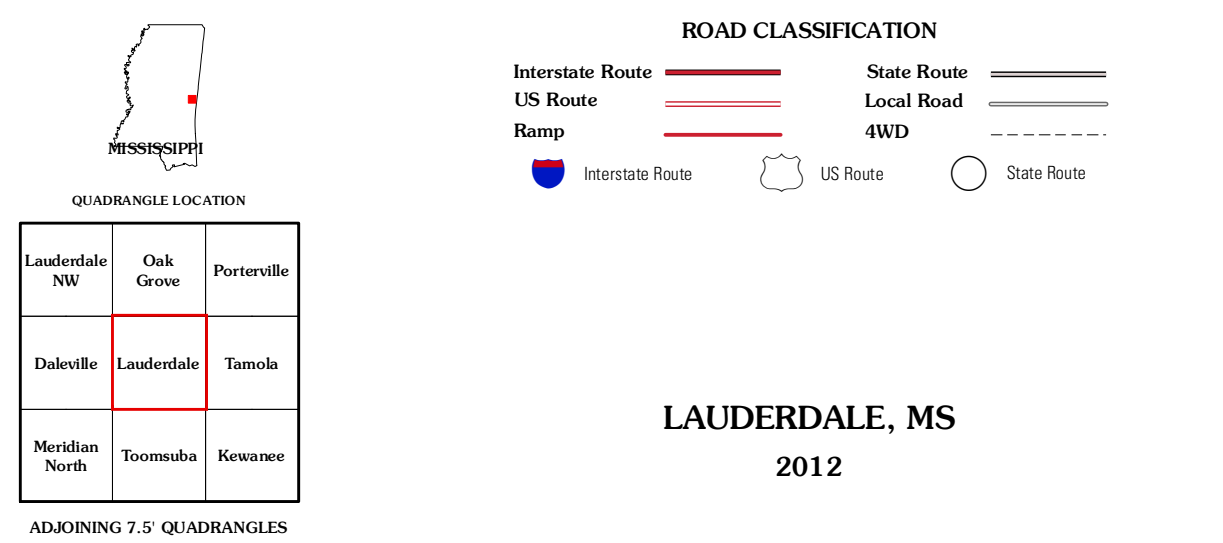 MISSISSIPPI
QUADRANGLE LOCATION
Lauderdale
NW
Oak
Grove
Porterville
Daleville
Lauderdale
Tamola
Meridian
North
Toomsuba
Kewanee
ADJOINING 7.5' QUADRANGLES
ROAD CLASSIFICATION
Interstate Route
State Route
US Route
Local Road
Ramp
4WD
Interstate Route
US Route
State Route
LAUDERDALE, MS
2012